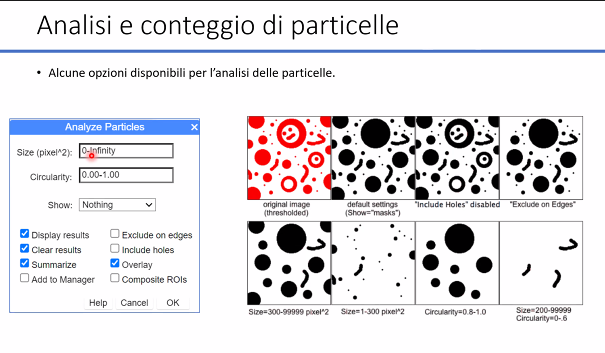 Analisi e conteggio di particelle
• Alcune opzioni disponibili per l'analisi delle particelle.
Analyze Particles
Size (pixel^2): 0-Infinity
Circularity: 0.00-1.00
Show: Nothing
Display results Exclude on edges
Clear results Include holes
Summarize Overlay
Add to Manager Composite ROIs
Help Cancel OK
original image
(thresholded)
default settings
(Show="masks")
"Include Holes" disabled
"Exclude on Edges"
Size=300-99999 pixel^2
Size=1-300 pixel^2
Circularity=0.8-1.0
Size=200-99999
Circularity=0-.6